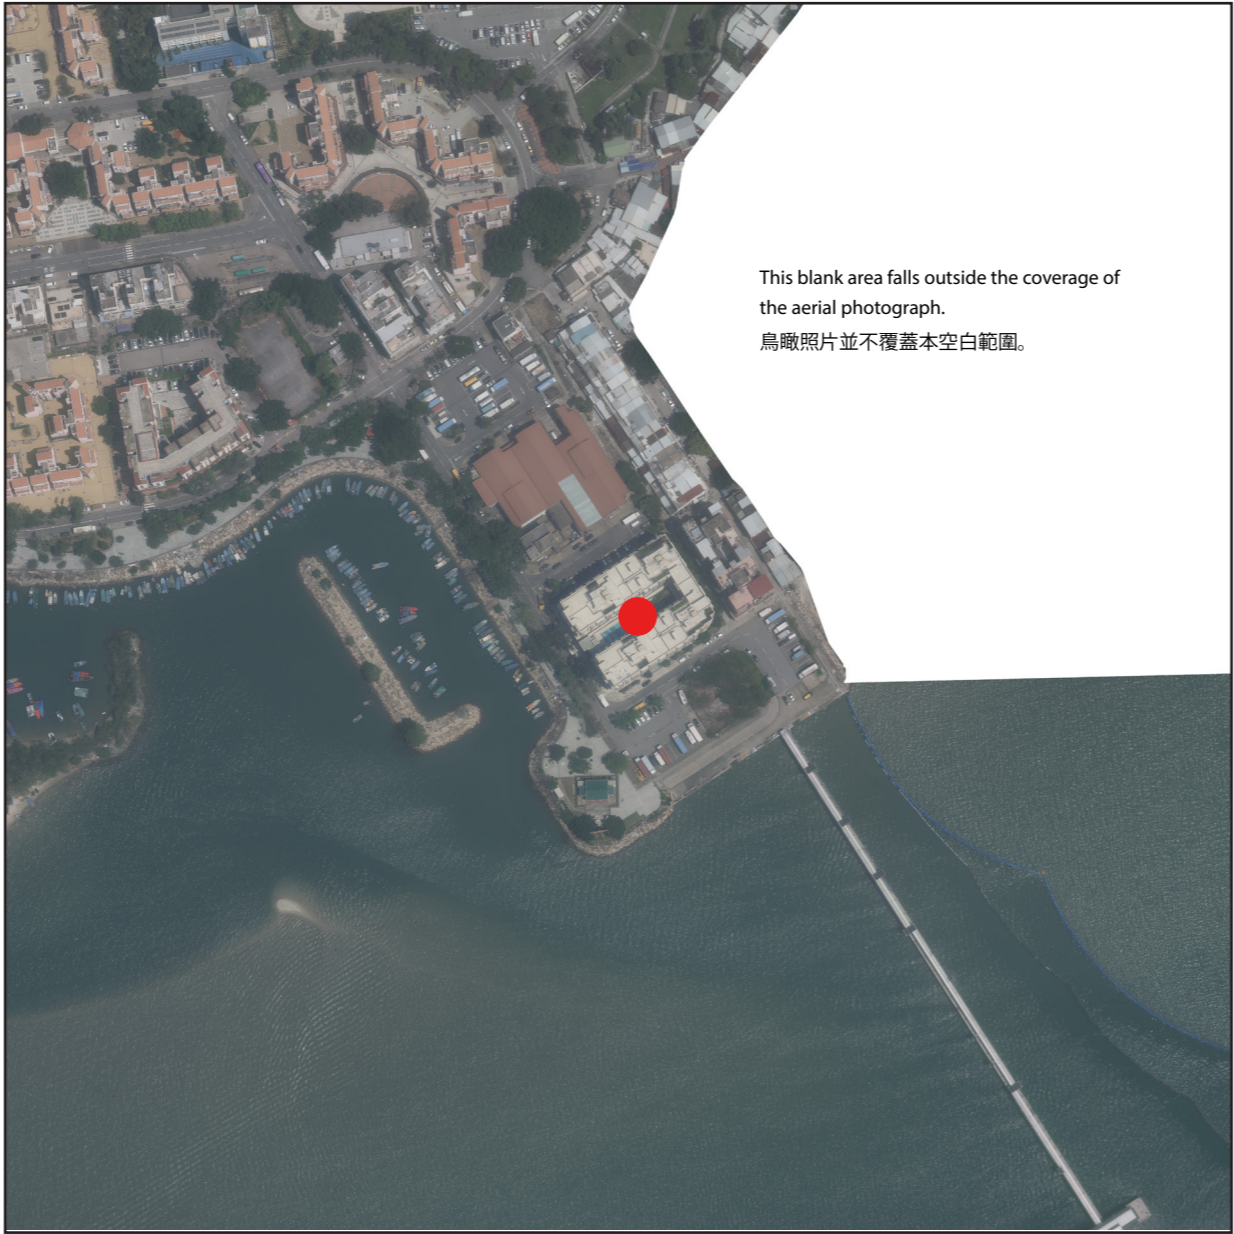 This blank area falls outside the coverage of
the aerial photograph.
鳥瞰照片並不覆蓋本空白範圍。